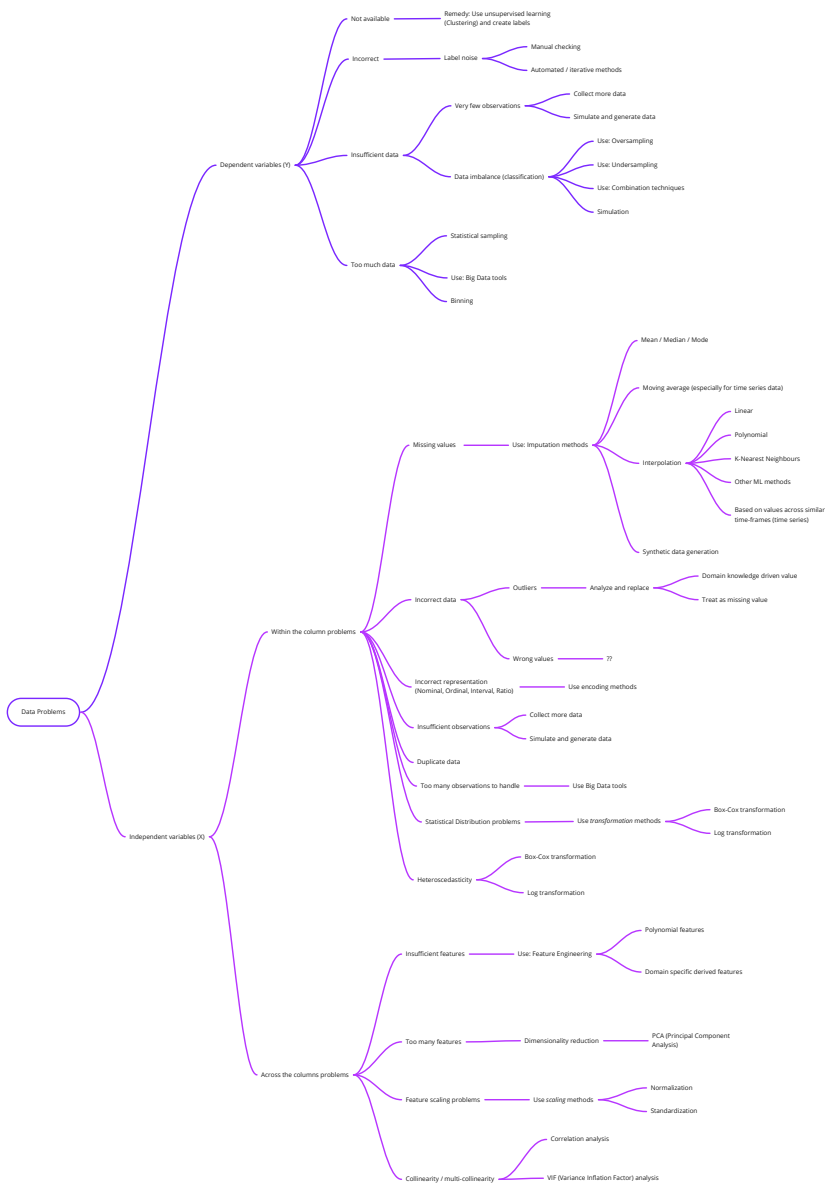 Not available
Remedy: Use unsupervised learning
(Clustering) and create labels
Incorrect
Label noise
Manual checking
Automated / iterative methods
Dependent variables (Y)
Insufficient data
Very few observations
Collect more data
Simulate and generate data
Data imbalance (classification)
Use: Oversampling
Use: Undersampling
Use: Combination techniques
Simulation
Too much data
Statistical sampling
Use: Big Data tools
Binning
Data Problems
Independent variables (X)
Within the column problems
Missing values
Use: Imputation methods
Mean / Median / Mode
Moving average (especially for time series data)
Interpolation
Linear
Polynomial
K-Nearest Neighbours
Other ML methods
Based on values across similar
time-frames (time series)
Synthetic data generation
Incorrect data
Outliers
Analyze and replace
Domain knowledge driven value
Treat as missing value
Wrong values
??
Incorrect representation
(Nominal, Ordinal, Interval, Ratio)
Use encoding methods
Insufficient observations
Collect more data
Simulate and generate data
Duplicate data
Too many observations to handle
Use Big Data tools
Statistical Distribution problems
Use transformation methods
Box-Cox transformation
Log transformation
Heteroscedasticity
Box-Cox transformation
Log transformation
Across the columns problems
Insufficient features
Use: Feature Engineering
Polynomial features
Domain specific derived features
Too many features
Dimensionality reduction
PCA (Principal Component
Analysis)
Feature scaling problems
Use scaling methods
Normalization
Standardization
Collinearity / multi-collinearity
Correlation analysis
VIF (Variance Inflation Factor) analysis